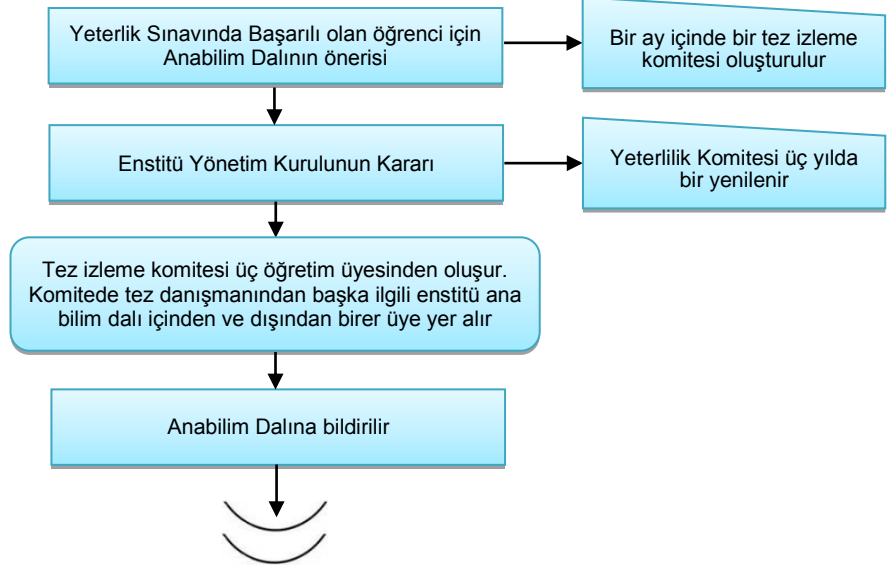 Yeterlik Sınavında Başarılı olan öğrenci için
Anabilim Dalının önerisi
Bir ay içinde bir tez izleme
komitesi oluşturulur
Enstitü Yönetim Kurulunun Kararı
Yeterlilik Komitesi üç yılda
bir yenilenir
Tez izleme komitesi üç öğretim üyesinden oluşur.
Komitede tez danışmanından başka ilgili enstitü ana
bilim dalı içinden ve dışından birer üye yer alır
Anabilim Dalına bildirilir